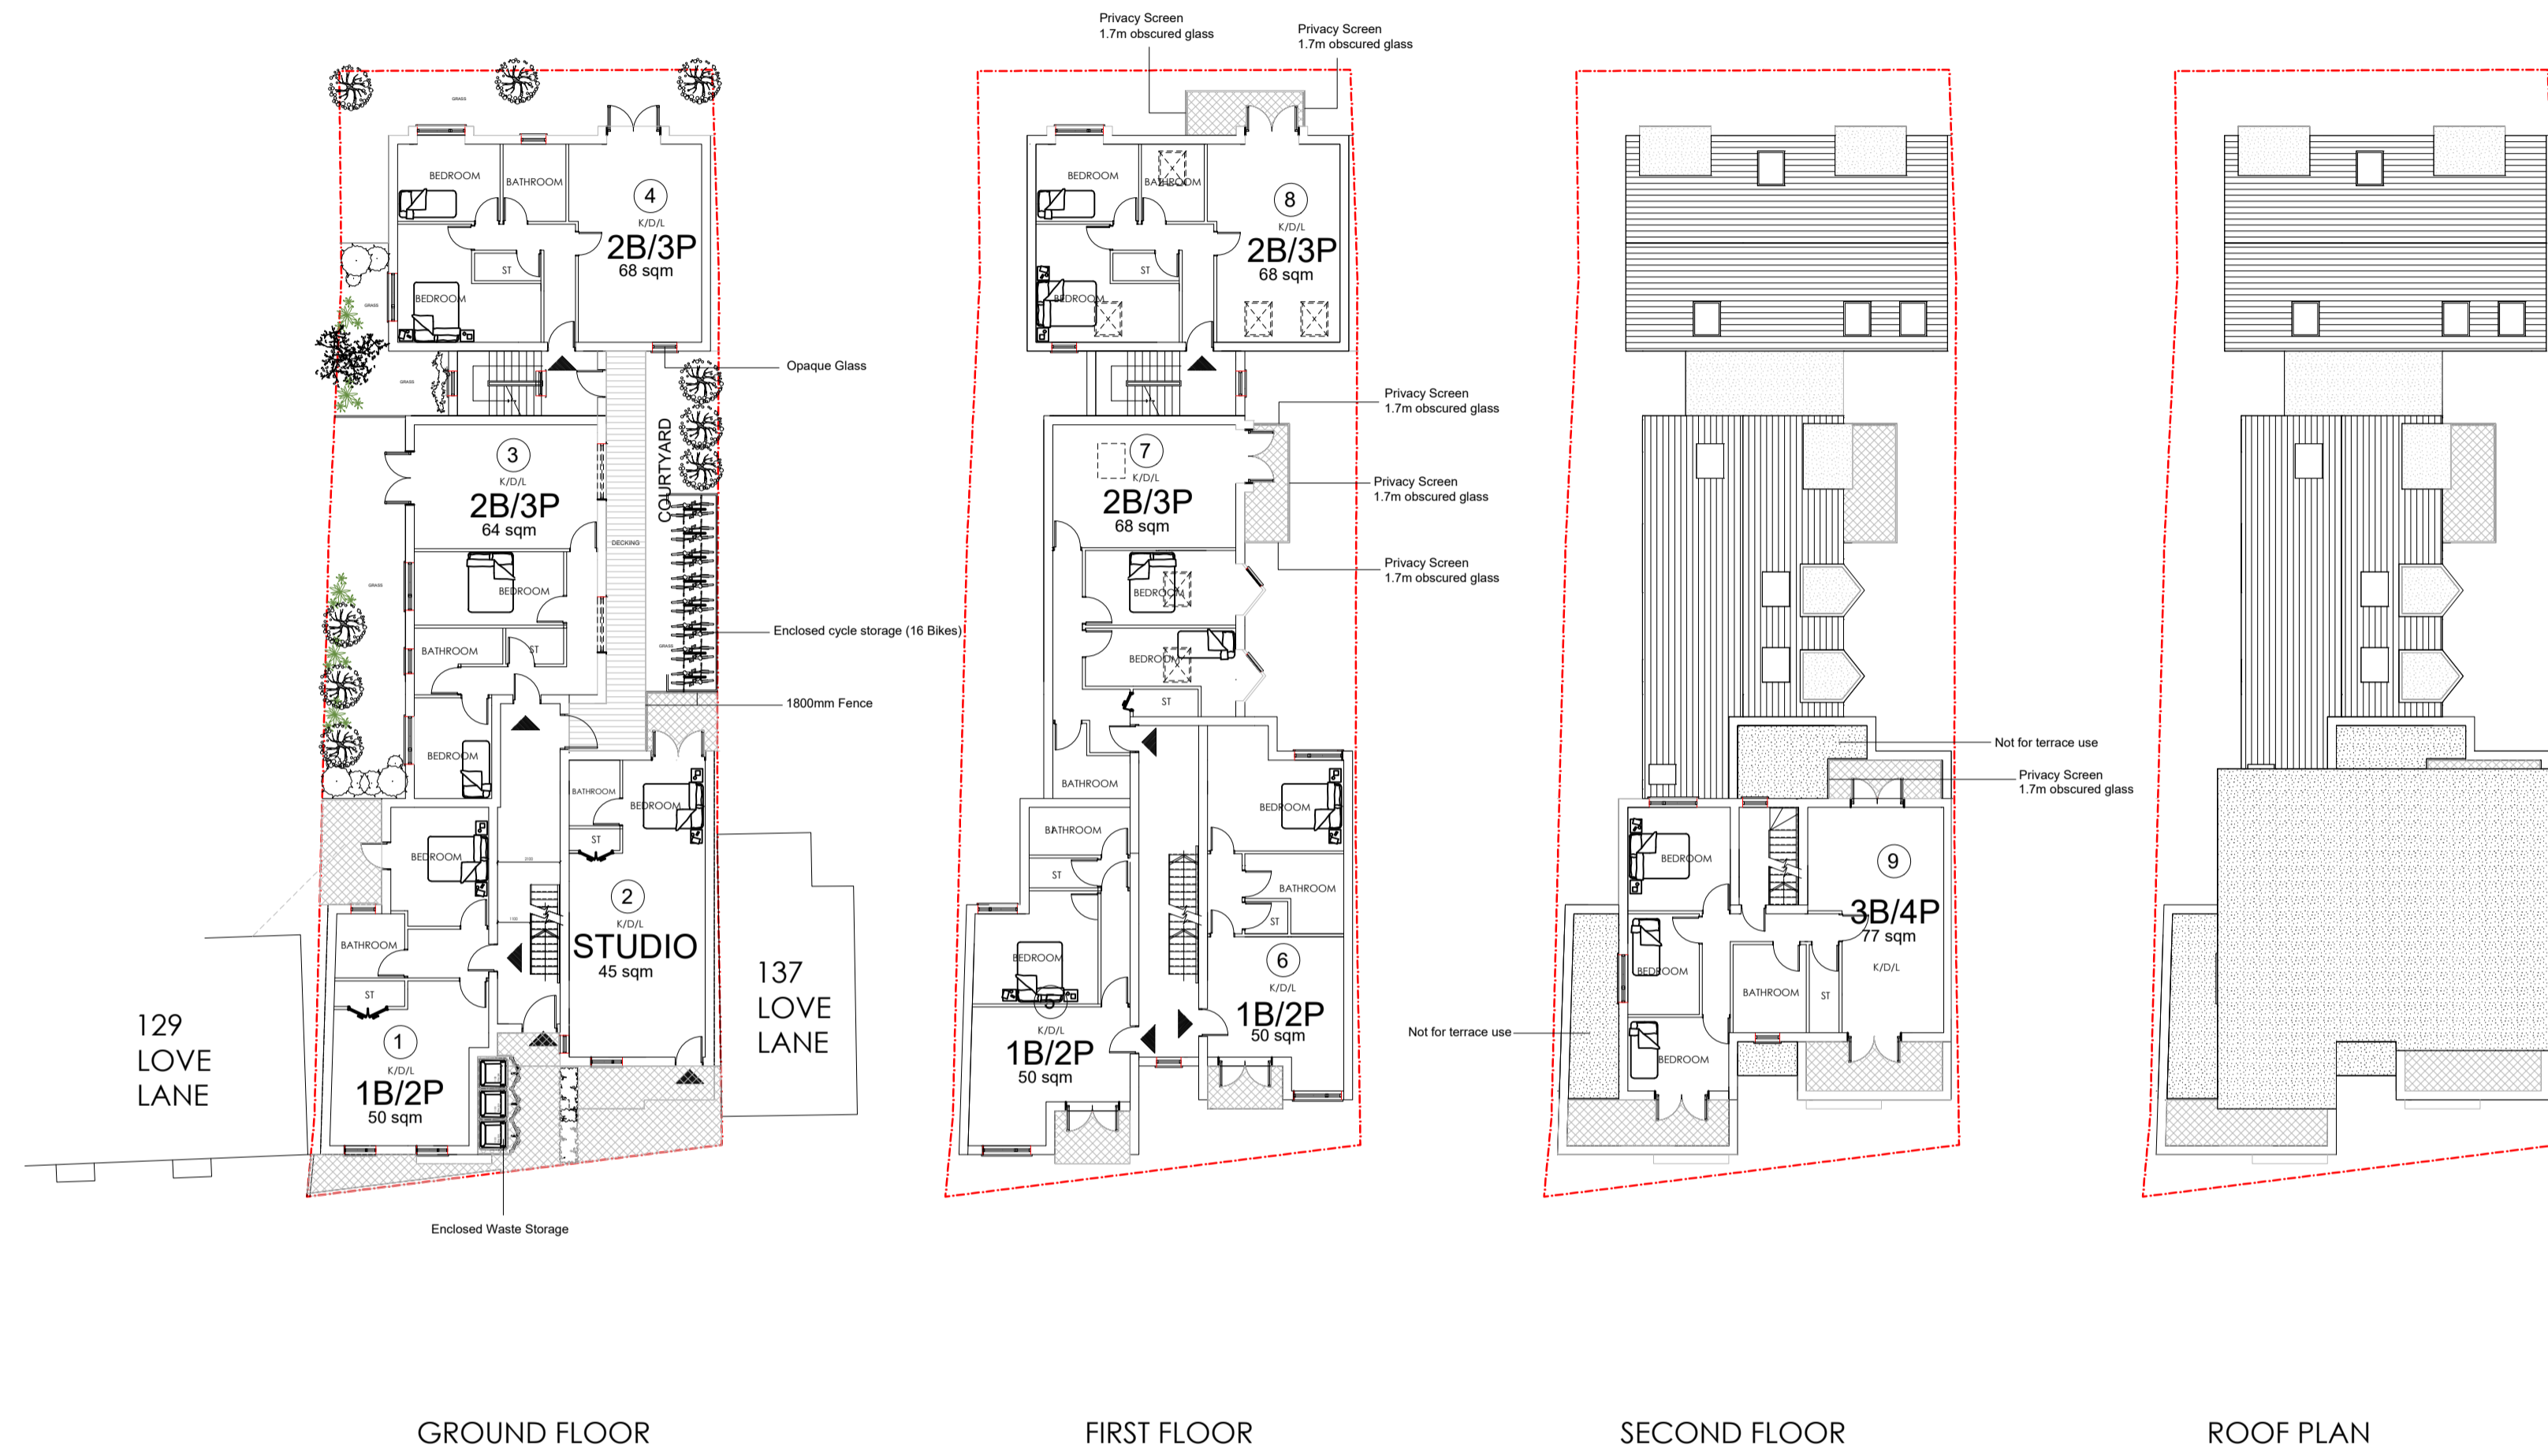 Privacy Screen
1.7m obscured glass
Privacy Screen
1.7m obscured glass
GRASS
BEDROOM
BATHROOM
4
K/D/L
2B/3P
68 sqm
ST
BEDROOM
GRASS
GRASS
Opaque Glass
COURTYARD
3
K/D/L
2B/3P
64 sqm
DECKING
GRASS
BEDROOM
BATHROOM
ST
GRASS
Enclosed cycle storage (16 Bikes)
1800mm Fence
BEDROOM
BATHROOM
BEDROOM
ST
BEDROOM
2
K/D/L
STUDIO
45 sqm
BATHROOM
ST
1
K/D/L
1B/2P
50 sqm
129
LOVE
LANE
137
LOVE
LANE
Enclosed Waste Storage
GROUND FLOOR
BEDROOM
BATHROOM
8
K/D/L
2B/3P
68 sqm
ST
BEDROOM
Privacy Screen
1.7m obscured glass
7
K/D/L
2B/3P
68 sqm
Privacy Screen
1.7m obscured glass
Privacy Screen
1.7m obscured glass
BEDROOM
BEDROOM
ST
BATHROOM
BATHROOM
BEDROOM
ST
BATHROOM
ST
BEDROOM
5
K/D/L
1B/2P
50 sqm
6
K/D/L
1B/2P
50 sqm
FIRST FLOOR
Not for terrace use
Privacy Screen
1.7m obscured glass
BEDROOM
9
3B/4P
77 sqm
K/D/L
BEDROOM
BATHROOM
ST
Not for terrace use
BEDROOM
SECOND FLOOR
ROOF PLAN